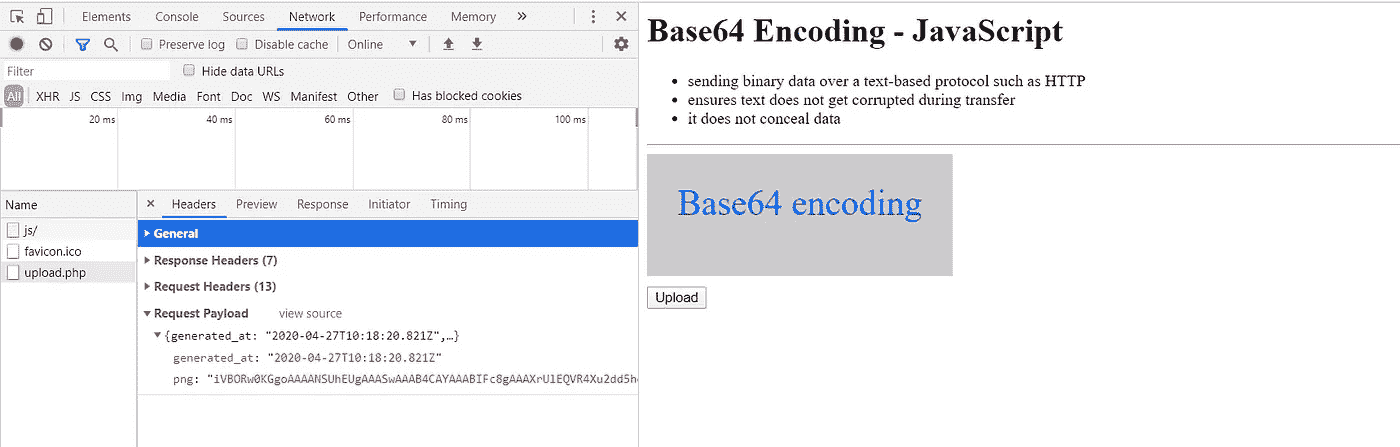 Elements Console Sources Network Performance Memory »
Preserve log Disable cache Online
Filter Hide data URLs
All XHR JS CSS Img Media Font Doc WS Manifest Other Has blocked cookies
20 ms 40 ms 60 ms 80 ms 100 ms
Name
js/
favicon.ico
upload.php
× Headers Preview Response Initiator Timing
General
Response Headers (7)
Request Headers (13)
Request Payload view source
{generated_at: "2020-04-27T10:18:20.821Z",…}
generated_at: "2020-04-27T10:18:20.821Z"
png: "iVBORw0KGgoAAAANSUhEUgAAASwAAAB4CAYAAABIFc8gAAAXrUlEQVR4Xu2dd5h
Base64 Encoding - JavaScript
• sending binary data over a text-based protocol such as HTTP
• ensures text does not get corrupted during transfer
• it does not conceal data
Base64 encoding
Upload